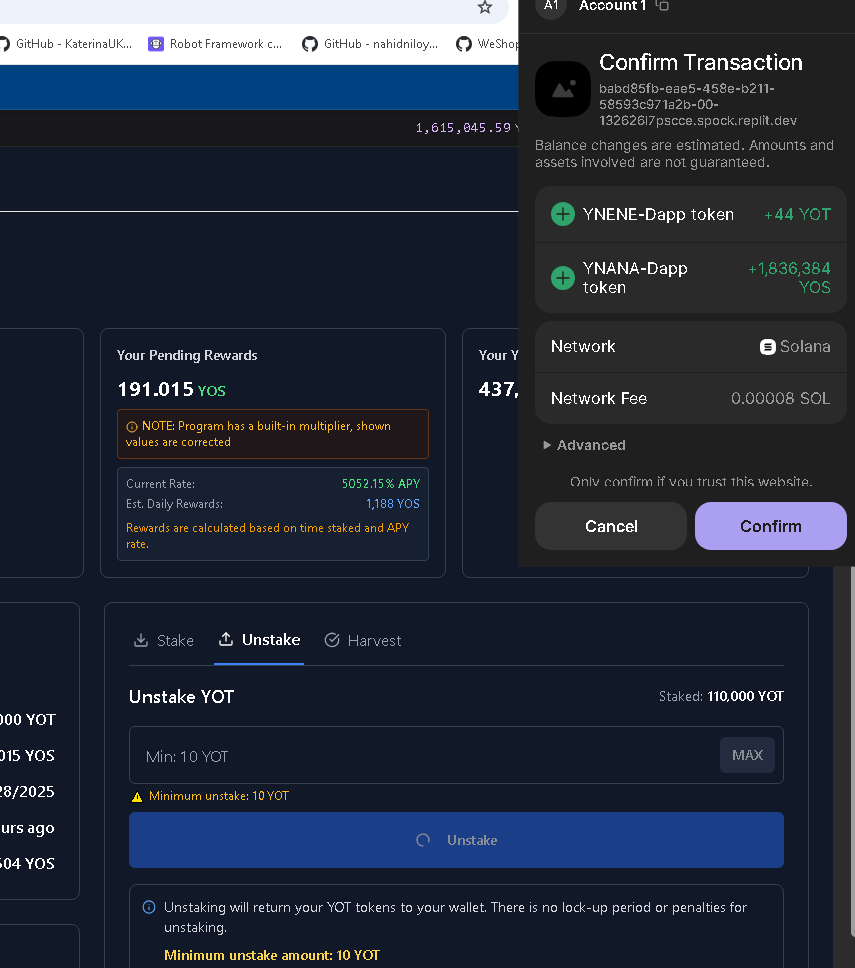 A1 Account 1
GitHub - KaterinaUK... Robot Framework c... GitHub - nahidniloy... WeShop
Confirm Transaction
babd85fb-eae5-458e-b211-
58593c971a2b-00-
132626l7pscce.spock.replit.dev
1,615,045.59 Y
Balance changes are estimated. Amounts and
assets involved are not guaranteed.
YNENE-Dapp token +44 YOT
YNANA-Dapp
token
+1,836,384
YOS
Network Solana
Network Fee 0.00008 SOL
Advanced
Only confirm if you trust this website.
Cancel Confirm
Your Pending Rewards
191.015 YOS
NOTE: Program has a built-in multiplier, shown
values are corrected
Current Rate: 5052.15% APY
Est. Daily Rewards: 1,188 YOS
Rewards are calculated based on time staked and APY
rate.
Your Y
437,
000 YOT
015 YOS
28/2025
urs ago
604 YOS
Stake Unstake Harvest
Unstake YOT Staked: 110,000 YOT
Min: 10 YOT MAX
Minimum unstake: 10 YOT
Unstake
Unstaking will return your YOT tokens to your wallet. There is no lock-up period or penalties for
unstaking.
Minimum unstake amount: 10 YOT